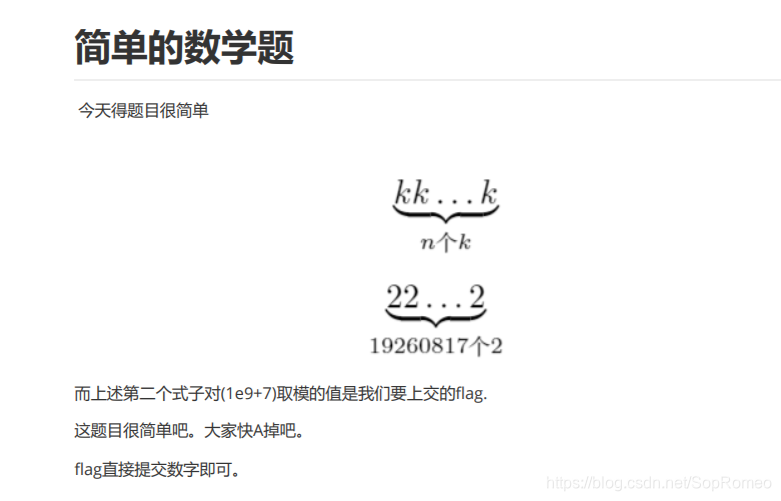 简单的数学题
今天得题目很简单
kk...k
n个k
22...2
19260817个2
而上述第二个式子对(1e9+7)取模的值是我们要上交的flag.
这题目很简单吧。大家快A掉吧。
flag直接提交数字即可。
https://blog.csdn.net/SopRomeo